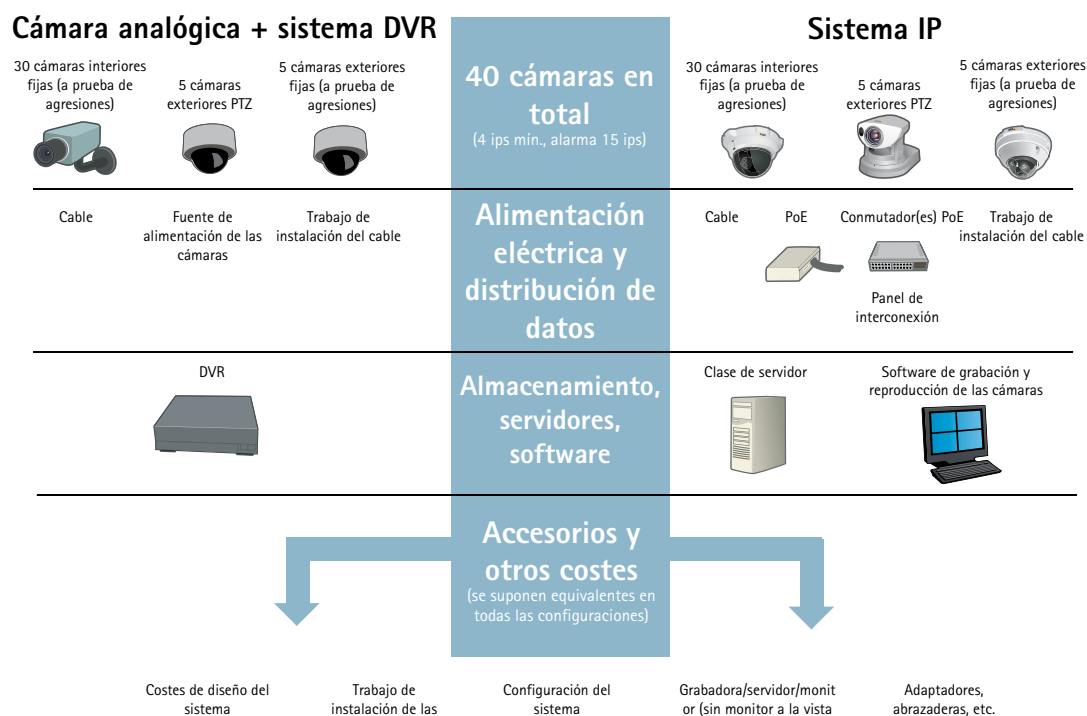 Cámara analógica + sistema DVR
30 cámaras interiores
fijas (a prueba de
agresiones)
5 cámaras
exteriores PTZ
5 cámaras exteriores
fijas (a prueba de
agresiones)
40 cámaras en
total
(4 ips mín., alarma 15 ips)
Sistema IP
30 cámaras interiores
fijas (a prueba de
agresiones)
5 cámaras
exteriores PTZ
5 cámaras exteriores
fijas (a prueba de
agresiones)
Cable
Fuente de
alimentación de las
cámaras
Trabajo de
instalación del cable
Alimentación
eléctrica y
distribución de
datos
Cable
PoE
Conmutador(es) PoE
Panel de
interconexión
Trabajo de
instalación del cable
DVR
Almacenamiento,
servidores,
software
Clase de servidor
Software de grabación y
reproducción de las cámaras
Accesorios y
otros costes
(se suponen equivalentes en
todas las configuraciones)
Costes de diseño del
sistema
Trabajo de
instalación de las
Configuración del
sistema
Grabadora/servidor/monit
or (sin monitor a la vista
Adaptadores,
abrazaderas, etc.